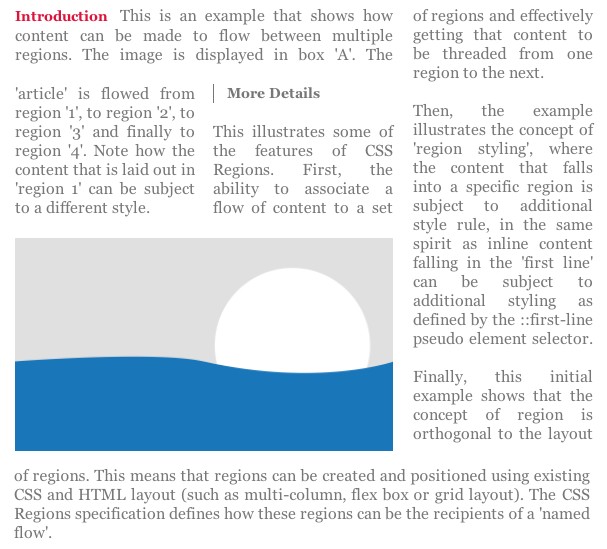 Introduction This is an example that shows how
content can be made to flow between multiple
regions. The image is displayed in box 'A'. The
'article' is flowed from
region '1', to region '2', to
region '3' and finally to
region '4'. Note how the
content that is laid out in
'region 1' can be subject
to a different style.
More Details
This illustrates some of
the features of CSS
Regions. First, the
ability to associate a
flow of content to a set
of regions and effectively
getting that content to
be threaded from one
region to the next.
Then, the example
illustrates the concept of
'region styling', where
the content that falls
into a specific region is
subject to additional
style rule, in the same
spirit as inline content
falling in the 'first line'
can be subject to
additional styling as
defined by the ::first-line
pseudo element selector.
Finally, this initial
example shows that the
concept of region is
orthogonal to the layout
of regions. This means that regions can be created and positioned using existing
CSS and HTML layout (such as multi-column, flex box or grid layout). The CSS
Regions specification defines how these regions can be the recipients of a 'named
flow'.